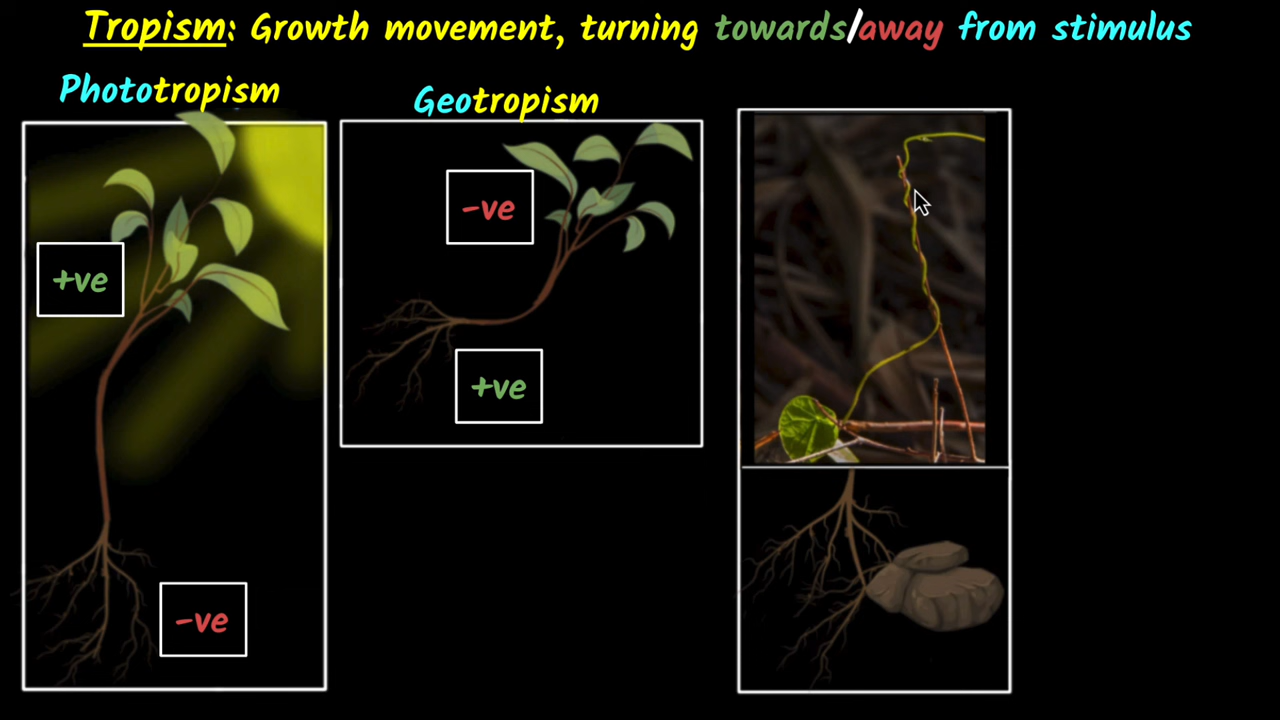 Tropism: Growth movement, turning towards/away from stimulus
Phototropism
Geotropism
+ve
-ve
-ve
+ve